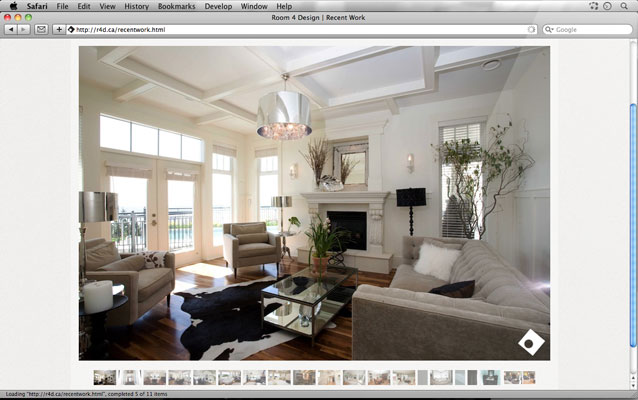 Safari File Edit View History Bookmarks Develop Window Help
Room 4 Design | Recent Work
http://r4d.ca/recentwork.html
Google
Loading "http://r4d.ca/recentwork.html", completed 5 of 11 items